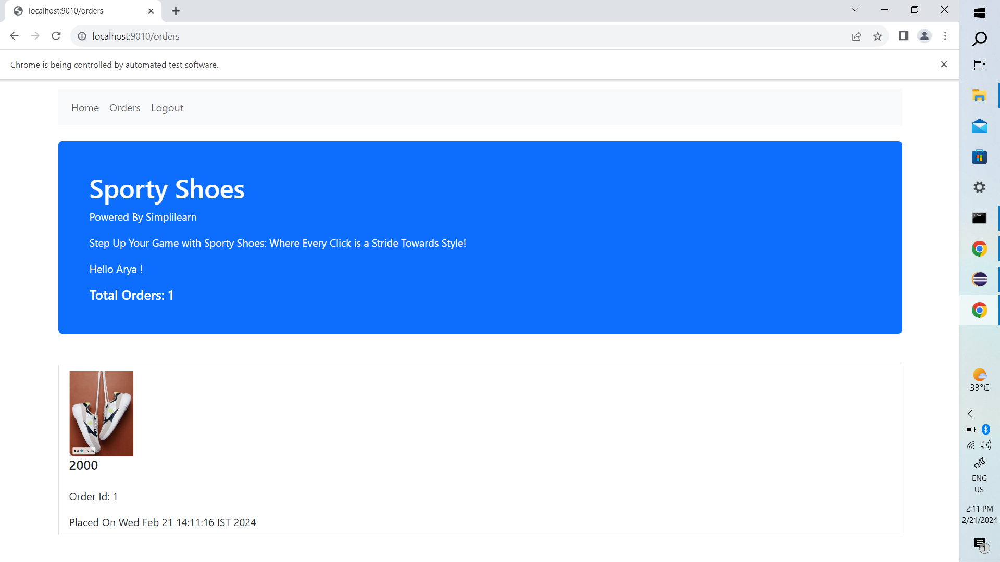 localhost:9010/orders
localhost:9010/orders
Chrome is being controlled by automated test software.
Home Orders Logout
Sporty Shoes
Powered By Simplilearn
Step Up Your Game with Sporty Shoes: Where Every Click is a Stride Towards Style!
Hello Arya !
Total Orders: 1
4.4 ★ | 2.3k
2000
Order Id: 1
Placed On Wed Feb 21 14:11:16 IST 2024
33°C
ENG
US
2:11 PM
2/21/2024
1